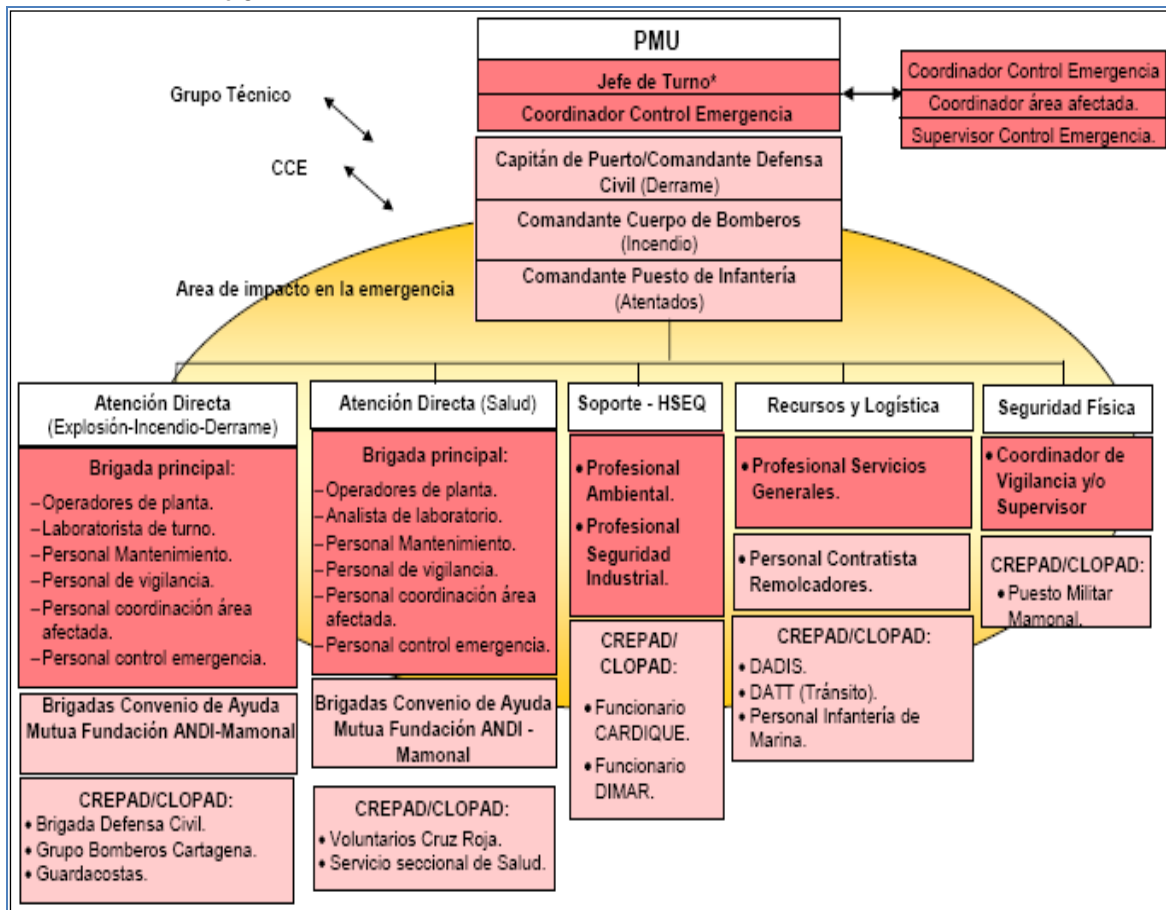 PMU
Jefe de Turno*
Coordinador Control Emergencia
Coordinador Control Emergencia
Coordinador área afectada.
Supervisor Control Emergencia.
Grupo Técnico
CCE
Capitán de Puerto/Comandante Defensa
Civil (Derrame)
Comandante Cuerpo de Bomberos
(Incendio)
Comandante Puesto de Infantería
(Atentados)
Area de impacto en la emergencia
Atención Directa
(Explosión-Incendio-Derrame)
Brigada principal:
–Operadores de planta.
–Laboratorista de turno.
–Personal Mantenimiento.
–Personal de vigilancia.
–Personal coordinación área
afectada.
–Personal control emergencia.
Brigadas Convenio de Ayuda
Mutua Fundación ANDI-Mamonal
CREPAD/CLOPAD:
• Brigada Defensa Civil.
• Grupo Bomberos Cartagena.
• Guardacostas.
Atención Directa (Salud)
Brigada principal:
–Operadores de planta.
–Analista de laboratorio.
–Personal Mantenimiento.
–Personal de vigilancia.
–Personal coordinación área
afectada.
–Personal control emergencia.
Brigadas Convenio de Ayuda
Mutua Fundación ANDI -
Mamonal
CREPAD/CLOPAD:
• Voluntarios Cruz Roja.
• Servicio seccional de Salud.
Soporte - HSEQ
• Profesional
Ambiental.
• Profesional
Seguridad
Industrial.
CREPAD/
CLOPAD:
• Funcionario
CARDIQUE.
• Funcionario
DIMAR.
Recursos y Logística
• Profesional Servicios
Generales.
• Personal Contratista
Remolcadores.
CREPAD/CLOPAD:
• DADIS.
• DATT (Tránsito).
• Personal Infantería de
Marina.
Seguridad Física
• Coordinador de
Vigilancia y/o
Supervisor
CREPAD/CLOPAD:
• Puesto Militar
Mamonal.